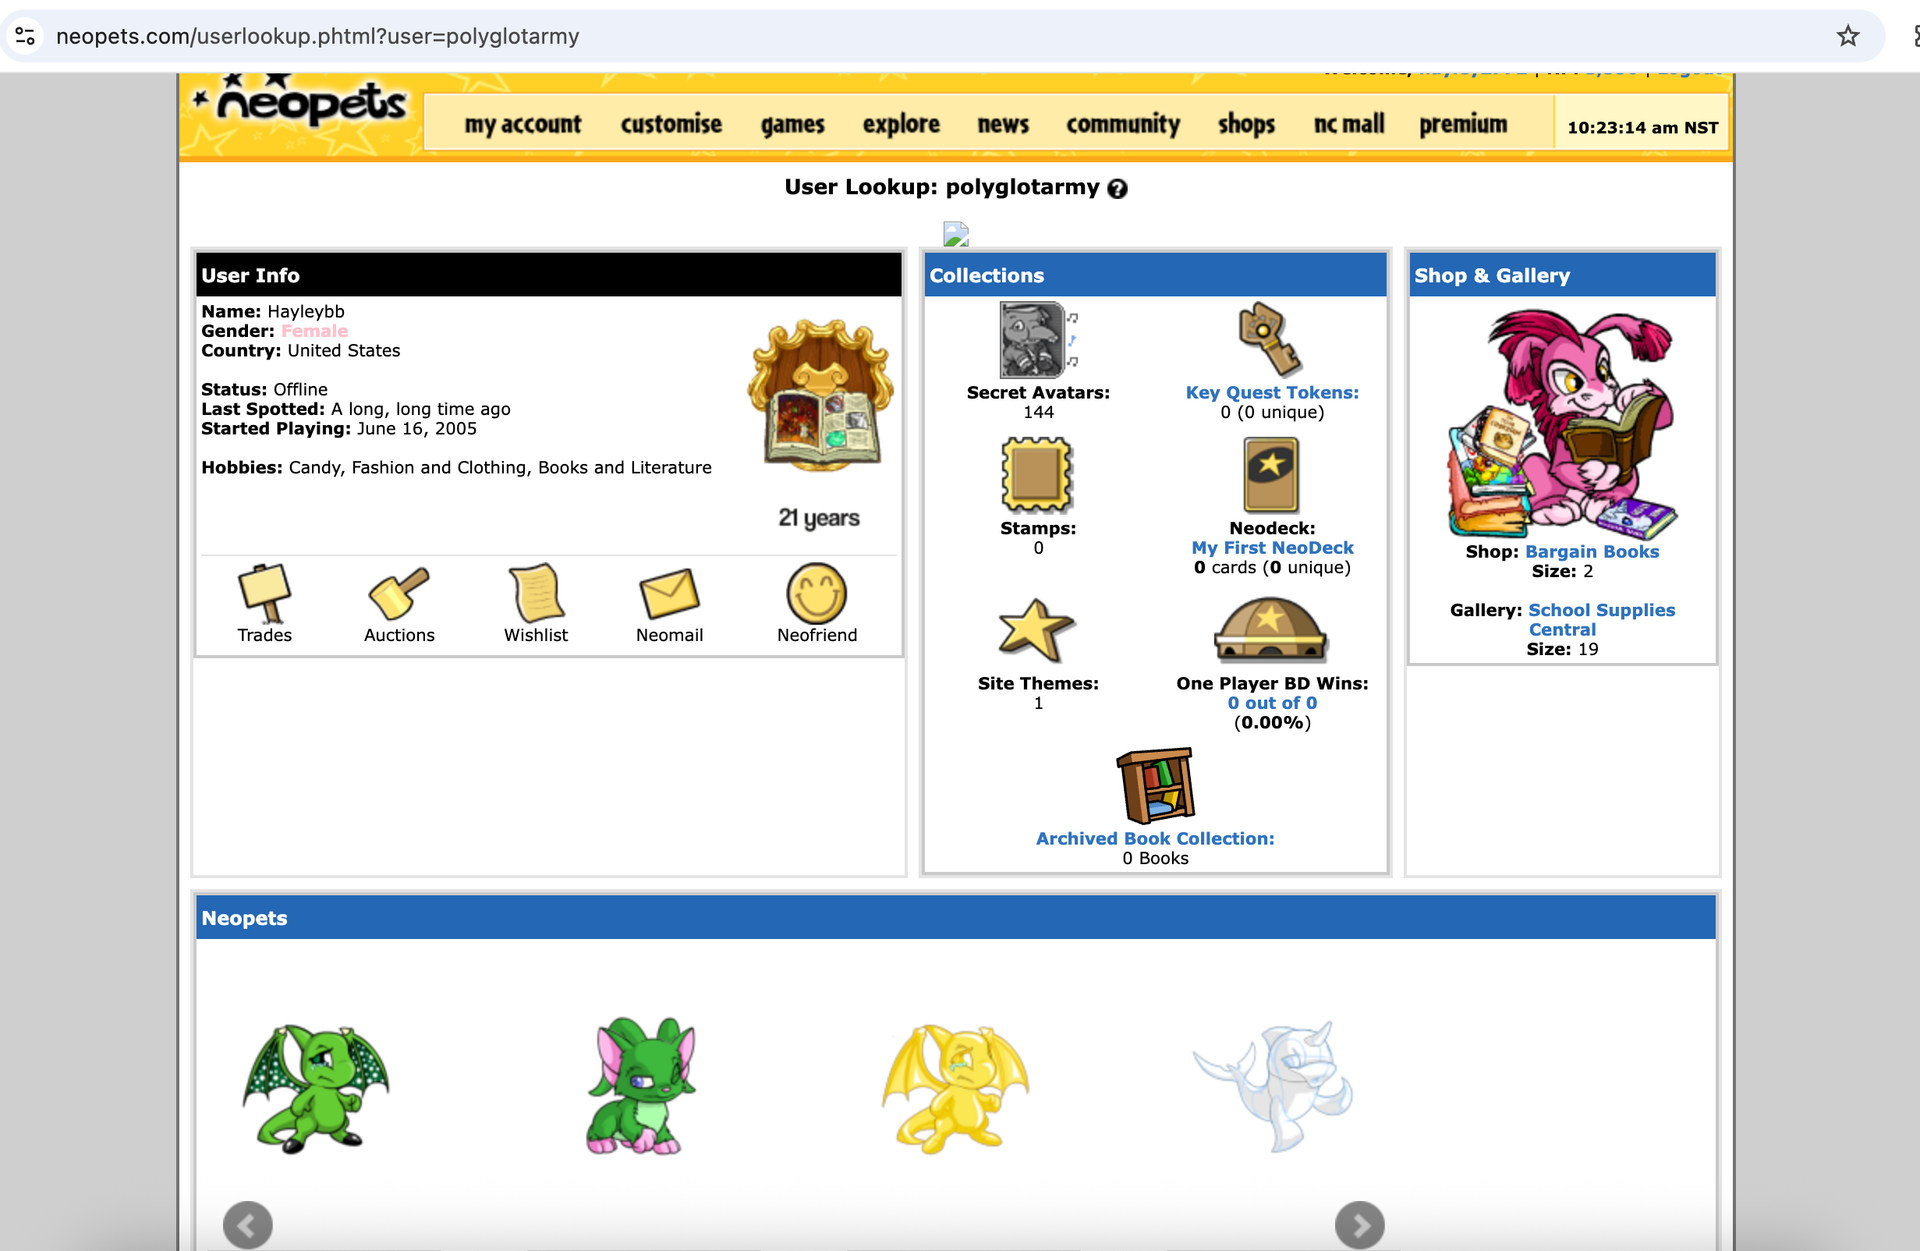 neopets.com/userlookup.phtml?user=polyglotarmy
neopets
my account customise games explore news community shops nc mall premium
10:23:14 am NST
User Lookup: polyglotarmy ?
User Info
Name: Hayleybb
Gender: Female
Country: United States
Status: Offline
Last Spotted: A long, long time ago
Started Playing: June 16, 2005
Hobbies: Candy, Fashion and Clothing, Books and Literature
21 years
Trades Auctions Wishlist Neomail Neofriend
Collections
Secret Avatars:
144
Key Quest Tokens:
0 (0 unique)
Stamps:
0
Neodeck:
My First NeoDeck
0 cards (0 unique)
Site Themes:
1
One Player BD Wins:
0 out of 0
(0.00%)
Archived Book Collection:
0 Books
Shop & Gallery
Shop: Bargain Books
Size: 2
Gallery: School Supplies
Central
Size: 19
Neopets